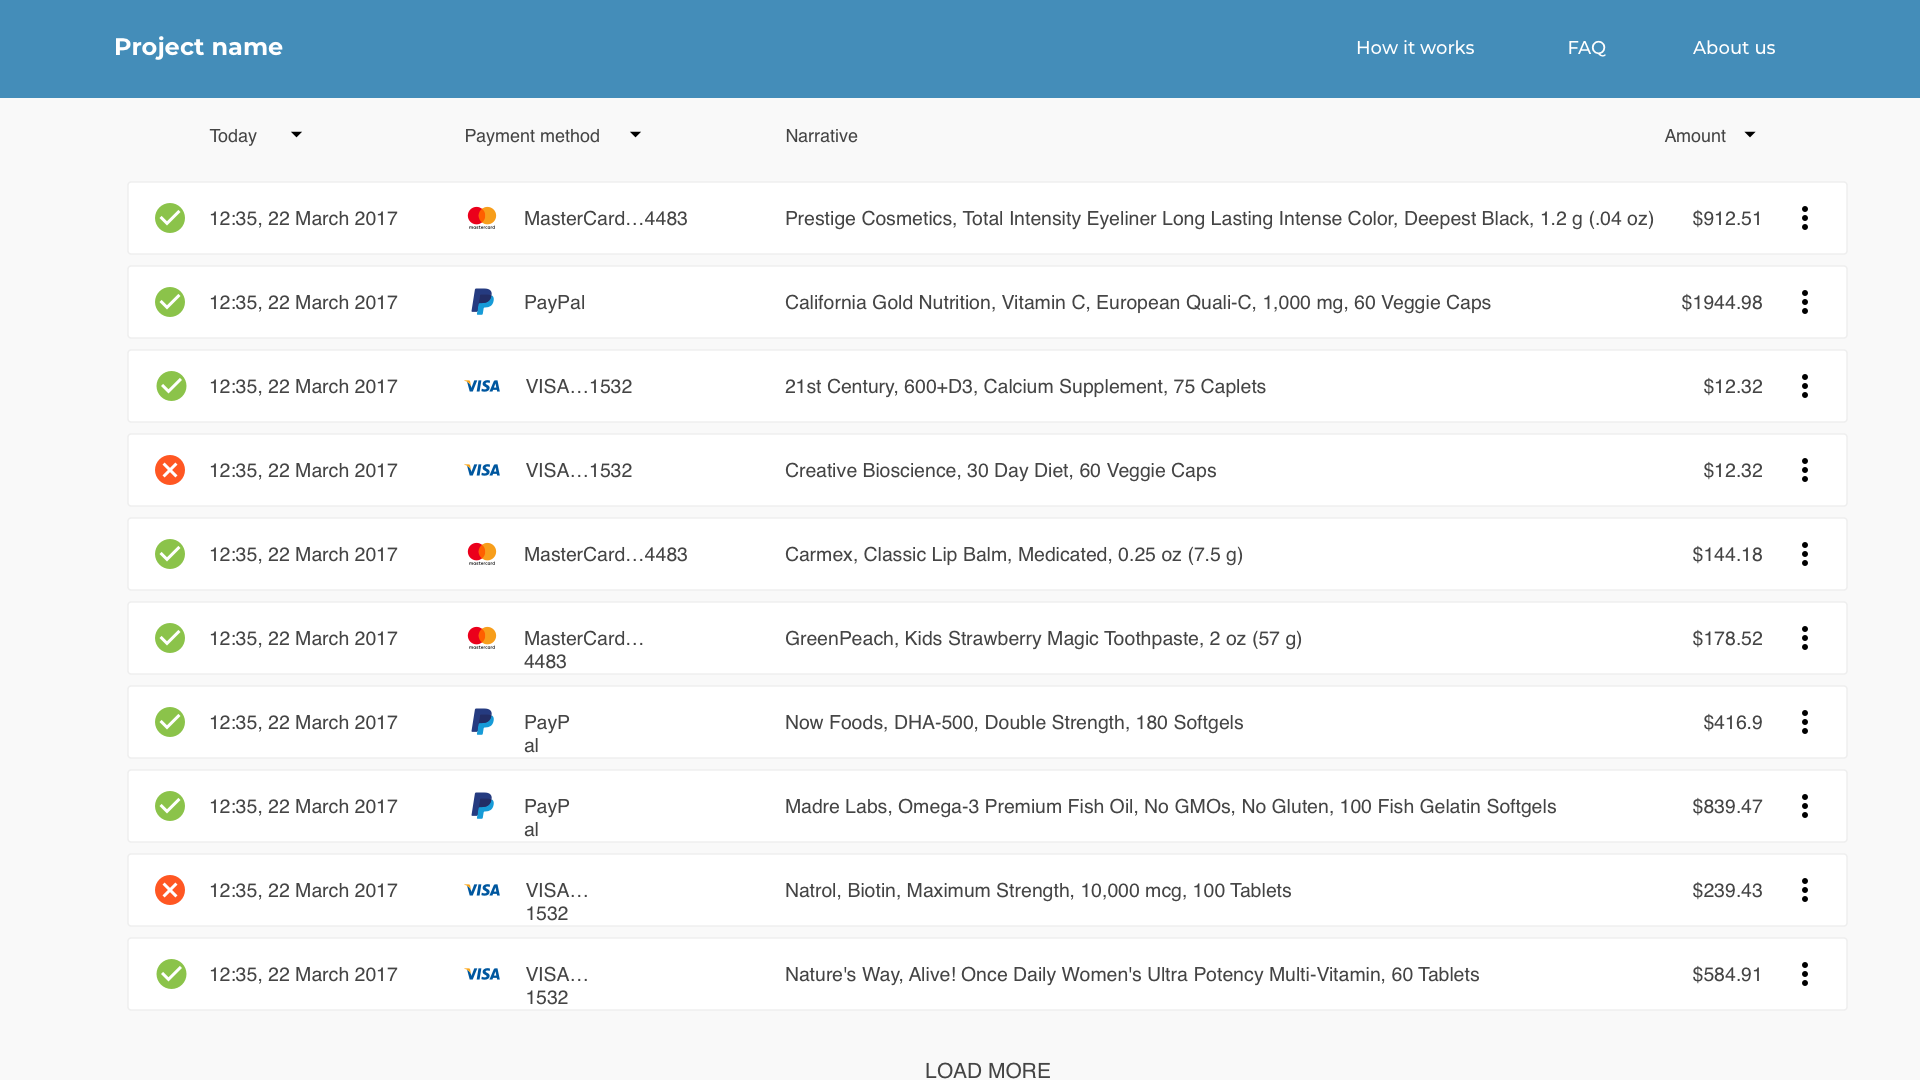 Project name How it works FAQ About us
Today Payment method Narrative Amount
12:35, 22 March 2017 mastercard MasterCard…4483 Prestige Cosmetics, Total Intensity Eyeliner Long Lasting Intense Color, Deepest Black, 1.2 g (.04 oz) $912.51
12:35, 22 March 2017 PayPal California Gold Nutrition, Vitamin C, European Quali-C, 1,000 mg, 60 Veggie Caps $1944.98
12:35, 22 March 2017 VISA VISA…1532 21st Century, 600+D3, Calcium Supplement, 75 Caplets $12.32
12:35, 22 March 2017 VISA VISA…1532 Creative Bioscience, 30 Day Diet, 60 Veggie Caps $12.32
12:35, 22 March 2017 mastercard MasterCard…4483 Carmex, Classic Lip Balm, Medicated, 0.25 oz (7.5 g) $144.18
12:35, 22 March 2017 mastercard MasterCard… GreenPeach, Kids Strawberry Magic Toothpaste, 2 oz (57 g) $178.52
4483
12:35, 22 March 2017 PayP Now Foods, DHA-500, Double Strength, 180 Softgels $416.9
al
12:35, 22 March 2017 PayP Madre Labs, Omega-3 Premium Fish Oil, No GMOs, No Gluten, 100 Fish Gelatin Softgels $839.47
al
12:35, 22 March 2017 VISA VISA… Natrol, Biotin, Maximum Strength, 10,000 mcg, 100 Tablets $239.43
1532
12:35, 22 March 2017 VISA VISA… Nature's Way, Alive! Once Daily Women's Ultra Potency Multi-Vitamin, 60 Tablets $584.91
1532
LOAD MORE